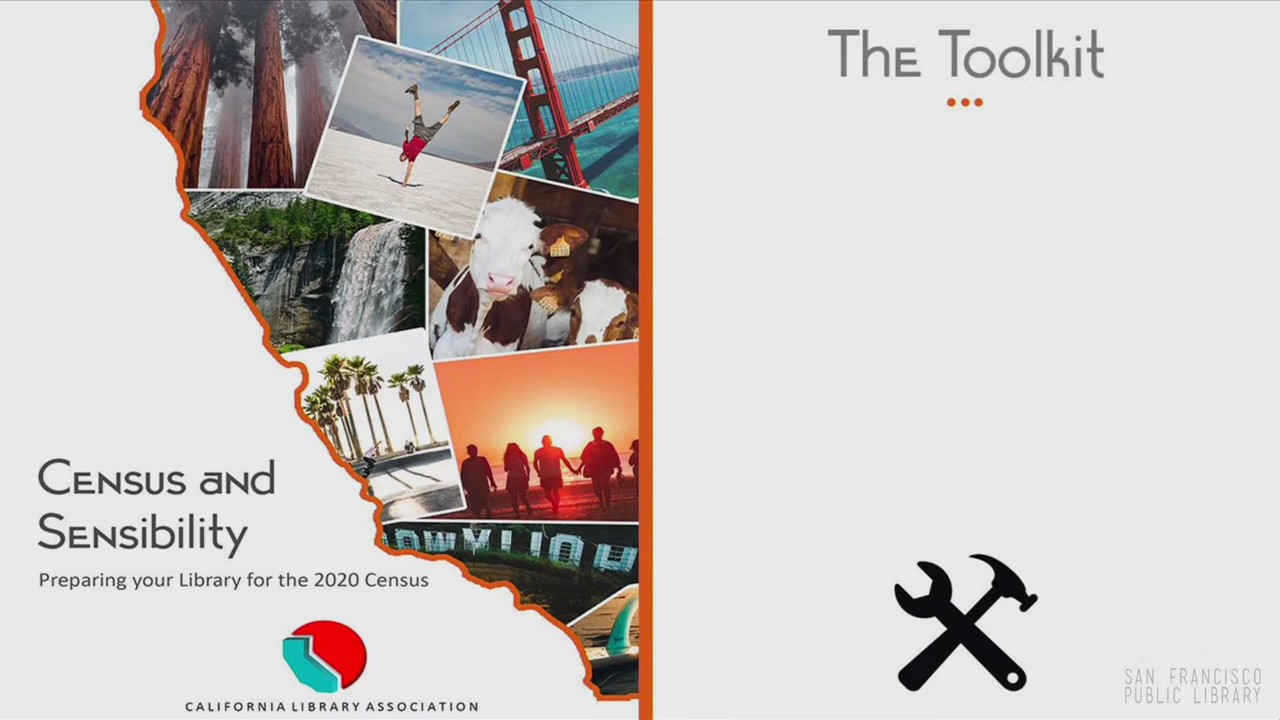 Census and
Sensibility
Preparing your Library for the 2020 Census
CALIFORNIA LIBRARY ASSOCIATION
The Toolkit
SAN FRANCISCO
PUBLIC LIBRARY